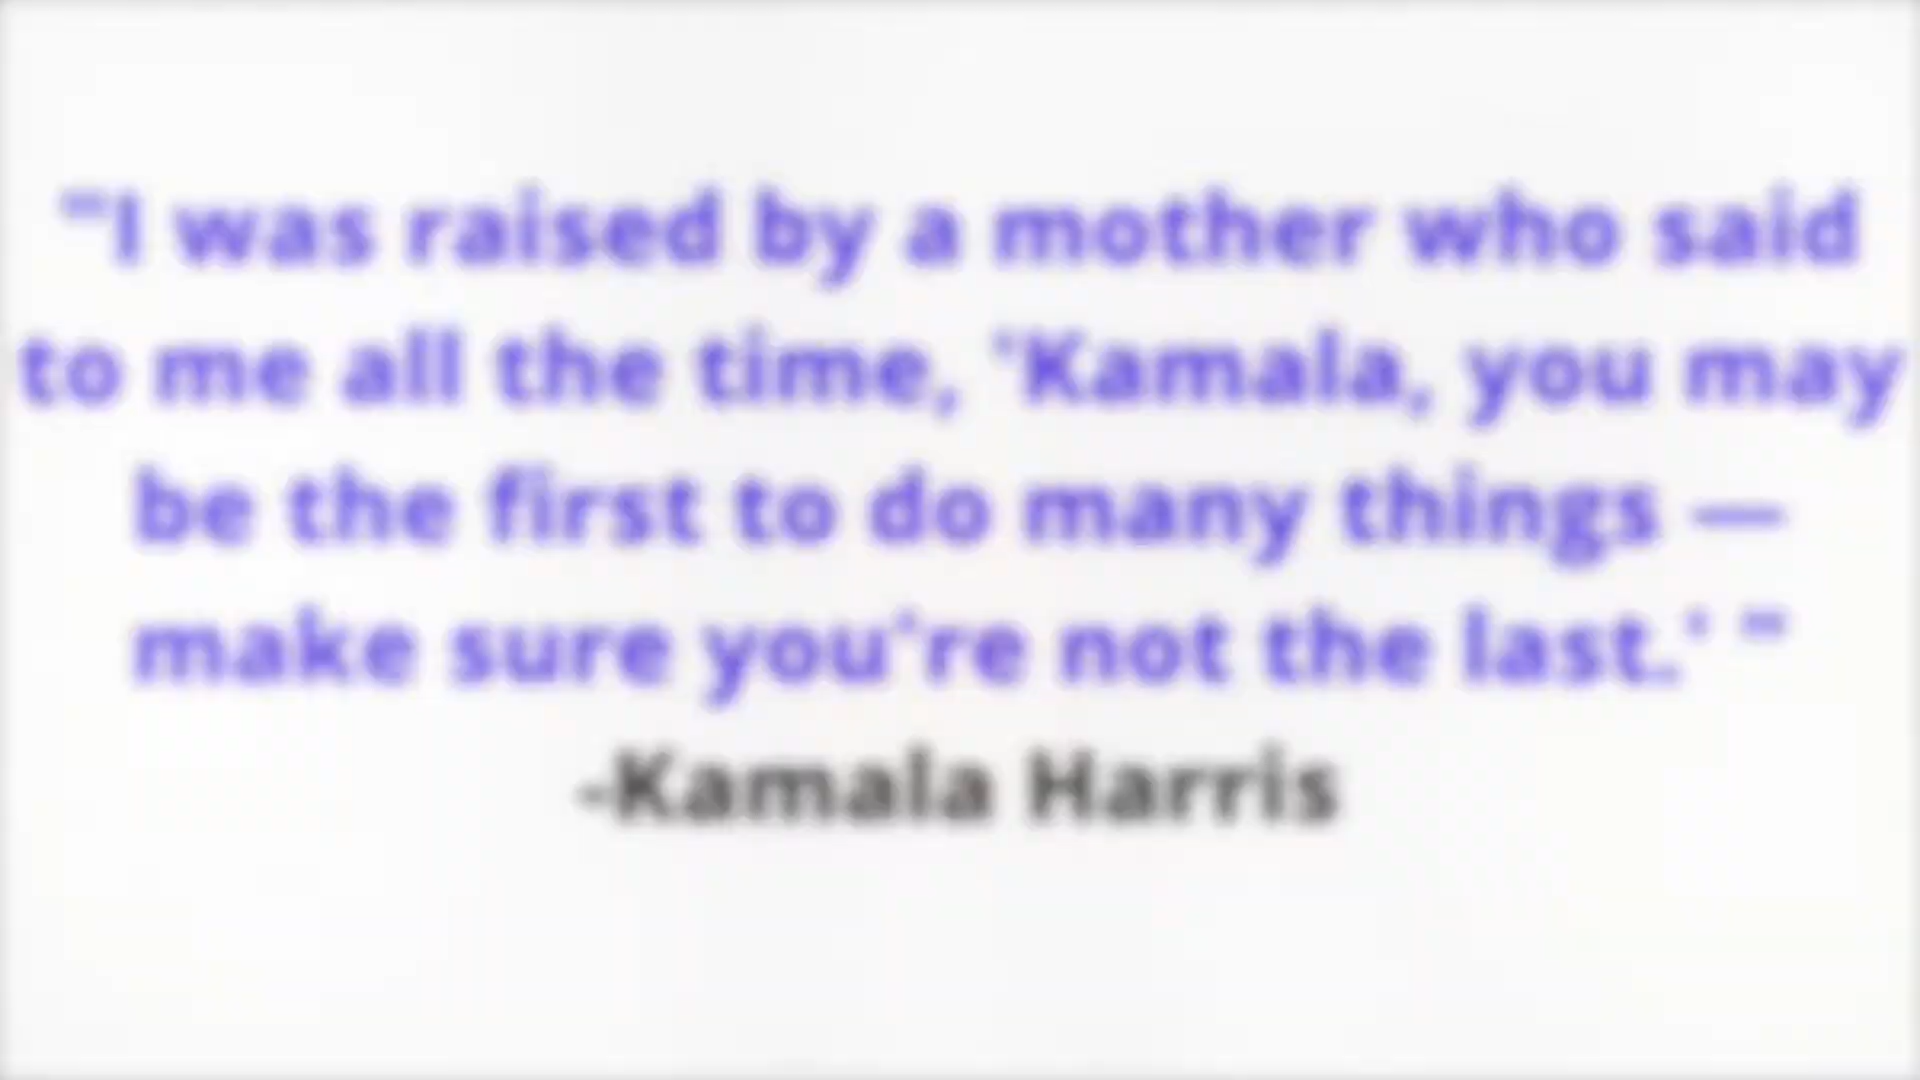 "I was raised by a mother who said
to me all the time, 'Kamala, you may
be the first to do many things —
make sure you're not the last.' "
-Kamala Harris